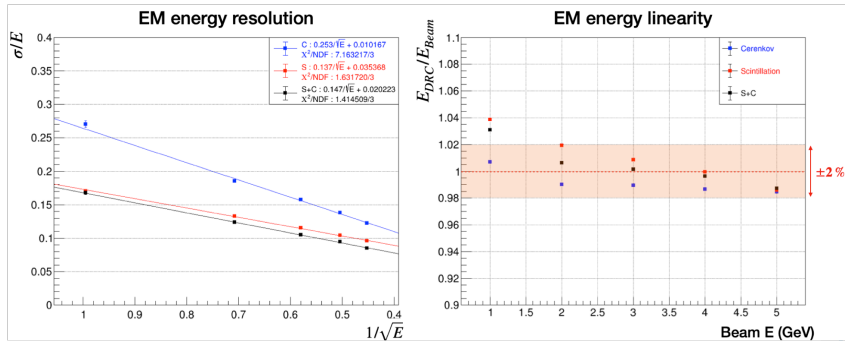 EM energy resolution
σ/E
0.4
0.35
0.3
0.25
0.2
0.15
0.1
0.05
0
C : 0.253/√E + 0.010167
X²/NDF : 7.163217/3
S : 0.137/√E + 0.035368
X²/NDF : 1.631720/3
S+C : 0.147/√E + 0.020223
X²/NDF : 1.414509/3
1 0.9 0.8 0.7 0.6 0.5 0.4
1/√E
EM energy linearity
E_DRC/E_Beam
1.1
1.08
1.06
1.04
1.02
1
0.98
0.96
0.94
0.92
0.9
Cerenkov
Scintillation
S+C
±2 %
1 1.5 2 2.5 3 3.5 4 4.5 5
Beam E (GeV)